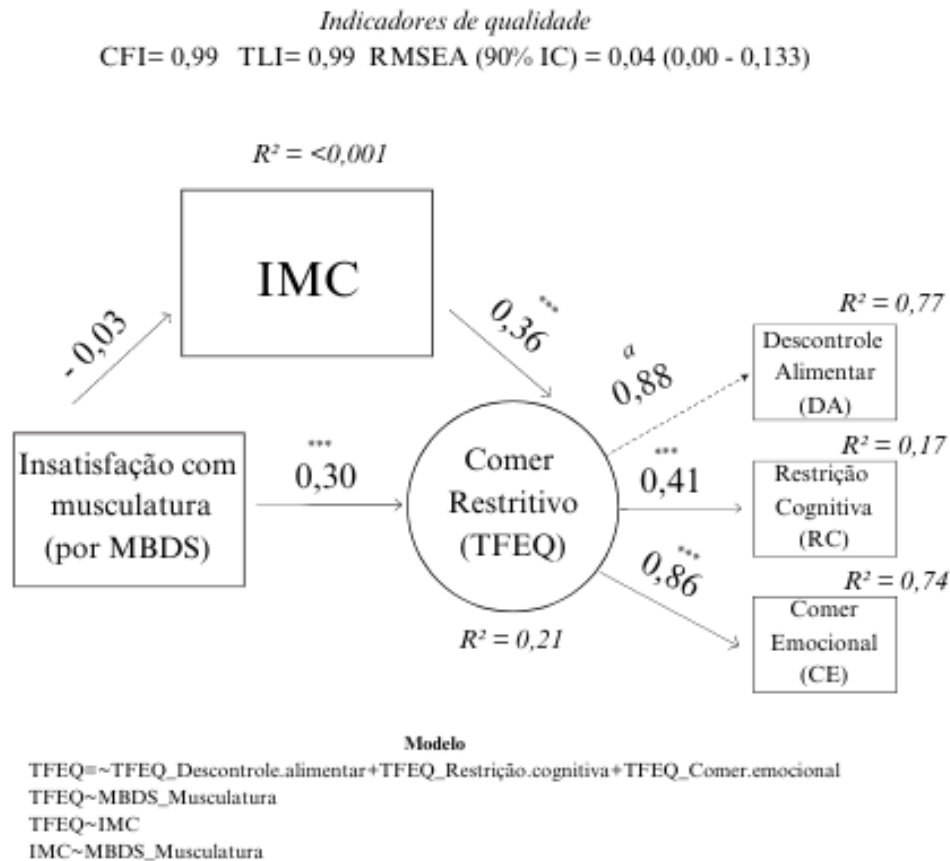 Indicadores de qualidade
CFI= 0,99 TLI= 0,99 RMSEA (90% IC) = 0,04 (0,00 - 0,133)
R² = <0,001
IMC
- 0,03
***
0,36
R² = 0,77
a
0,88
Descontrole
Alimentar
(DA)
Insatisfação com
musculatura
(por MBDS)
***
0,30
Comer
Restritivo
(TFEQ)
R² = 0,21
***
0,41
R² = 0,17
Restrição
Cognitiva
(RC)
***
0,86
R² = 0,74
Comer
Emocional
(CE)
Modelo
TFEQ=~TFEQ_Descontrole.alimentar+TFEQ_Restrição.cognitiva+TFEQ_Comer.emocional
TFEQ~MBDS_Musculatura
TFEQ~IMC
IMC~MBDS_Musculatura